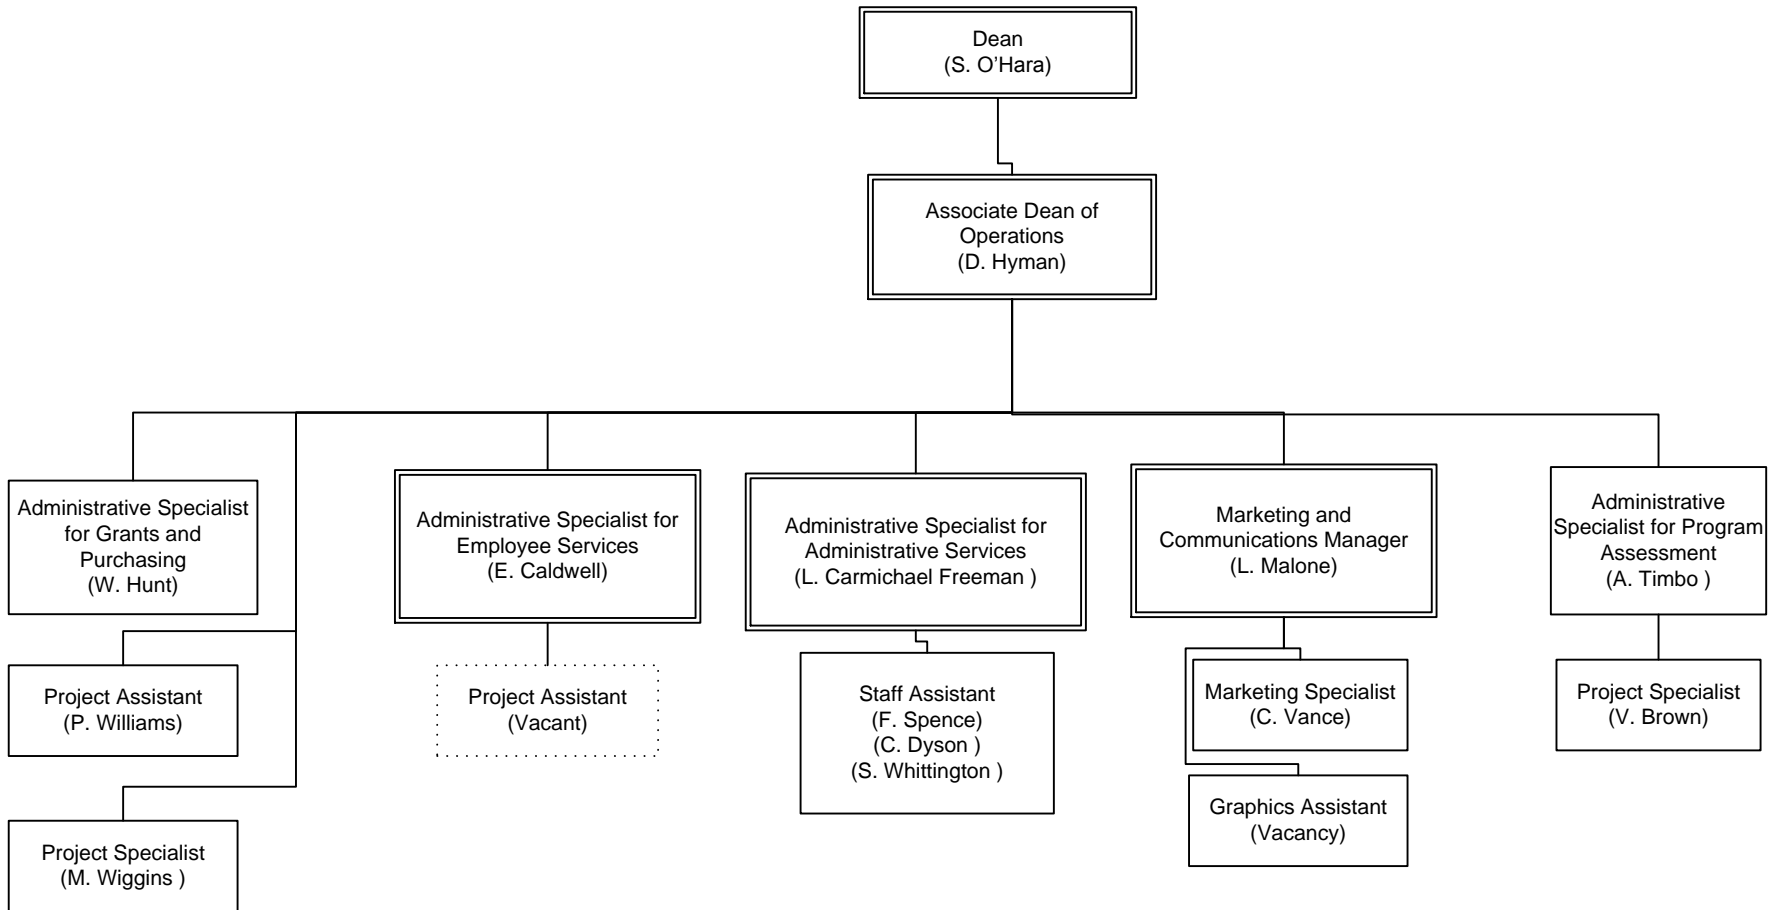 Dean
(S. O’Hara)
Associate Dean of
Operations
(D. Hyman)
Administrative Specialist
for Grants and
Purchasing
(W. Hunt)
Administrative Specialist for
Employee Services
(E. Caldwell)
Administrative Specialist for
Administrative Services
(L. Carmichael Freeman )
Marketing and
Communications Manager
(L. Malone)
Administrative
Specialist for Program
Assessment
(A. Timbo )
Project Assistant
(P. Williams)
Project Assistant
(Vacant)
Staff Assistant
(F. Spence)
(C. Dyson )
(S. Whittington )
Marketing Specialist
(C. Vance)
Project Specialist
(V. Brown)
Graphics Assistant
(Vacancy)
Project Specialist
(M. Wiggins )